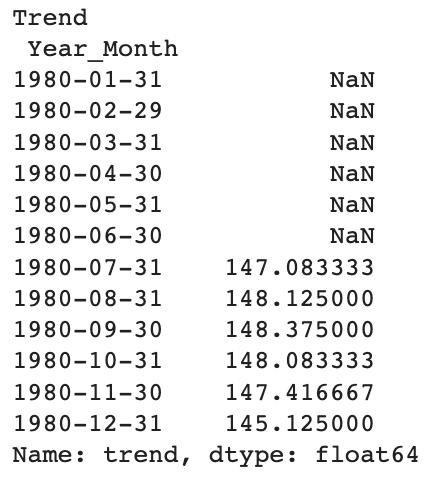 Trend
Year_Month
1980-01-31 NaN
1980-02-29 NaN
1980-03-31 NaN
1980-04-30 NaN
1980-05-31 NaN
1980-06-30 NaN
1980-07-31 147.083333
1980-08-31 148.125000
1980-09-30 148.375000
1980-10-31 148.083333
1980-11-30 147.416667
1980-12-31 145.125000
Name: trend, dtype: float64